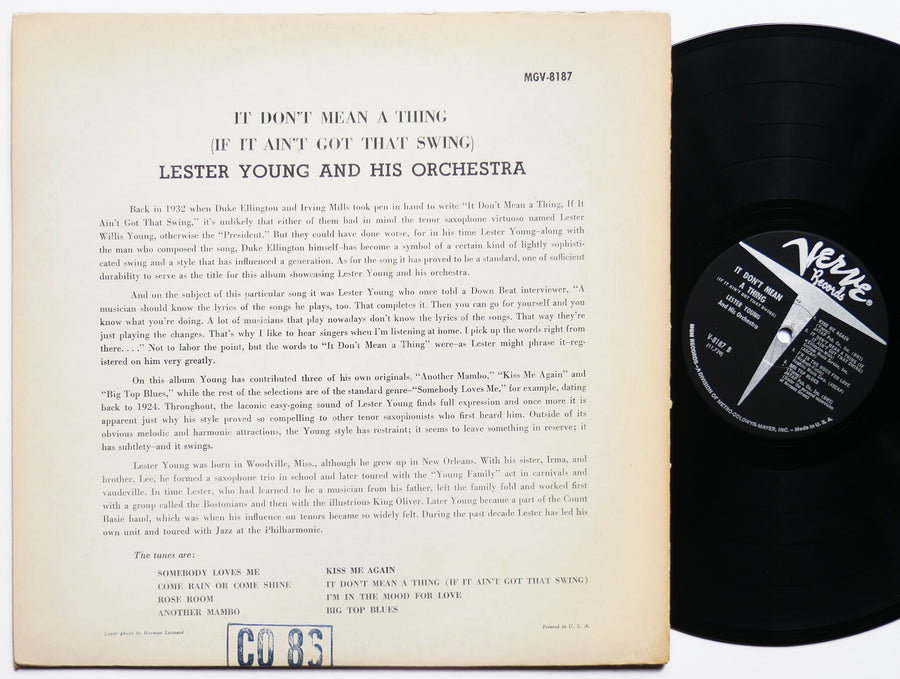 MGV-8187
IT DON'T MEAN A THING
(IF IT AIN'T GOT THAT SWING)
LESTER YOUNG AND HIS ORCHESTRA
Back in 1932 when Duke Ellington and Irving Mills took pen in hand to write “It Don't Mean a Thing, If It
Ain't Got That Swing,” it's unlikely that either of them had in mind the tenor saxophone virtuoso named Lester
Willis Young, otherwise the “President.” But they could have done worse, for in his time Lester Young–along with
the man who composed the song, Duke Ellington himself–has become a symbol of a certain kind of lightly sophisti-
cated swing and a style that has influenced a generation. As for the song it has proved to be a standard, one of sufficient
durability to serve as the title for this album showcasing Lester Young and his orchestra.
And on the subject of this particular song it was Lester Young who once told a Down Beat interviewer, “A
musician should know the lyrics of the songs he plays, too. That completes it. Then you can go for yourself and you
know what you're doing. A lot of musicians that play nowadays don't know the lyrics of the songs. That way they're
just playing the changes. That's why I like to hear singers when I'm listening at home. I pick up the words right from
there. . . .” Not to labor the point, but the words to “It Don't Mean a Thing” were–as Lester might phrase it–reg-
istered on him very greatly.
On this album Young has contributed three of his own originals, “Another Mambo,” “Kiss Me Again” and
“Big Top Blues,” while the rest of the selections are of the standard genre–“Somebody Loves Me,” for example, dating
back to 1924. Throughout, the laconic easy-going sound of Lester Young finds full expression and once more it is
apparent just why his style proved so compelling to other tenor saxophonists who first heard him. Outside of its
obvious melodic and harmonic attractions, the Young style has restraint; it seems to leave something in reserve; it
has subtlety–and it swings.
Lester Young was born in Woodville, Miss., although he grew up in New Orleans. With his sister, Irma, and
brother, Lee, he formed a saxophone trio in school and later toured with the “Young Family” act in carnivals and
vaudeville. In time Lester, who had learned to be a musician from his father, left the family fold and worked first
with a group called the Bostonians and then with the illustrious King Oliver. Later Young became a part of the Count
Basie band, which was when his influence on tenors became so widely felt. During the past decade Lester has led his
own unit and toured with Jazz at the Philharmonic.
The tunes are:
SOMEBODY LOVES ME
COME RAIN OR COME SHINE
ROSE ROOM
ANOTHER MAMBO
KISS ME AGAIN
IT DON'T MEAN A THING (IF IT AIN'T GOT THAT SWING)
I'M IN THE MOOD FOR LOVE
BIG TOP BLUES
Cover photo by Herman Leonard
Printed in U. S. A.
CO 8
Verve
Records
®
IT DON'T MEAN
A THING
(IF IT AIN'T GOT THAT SWING)
LESTER YOUNG
And His Orchestra
V-8187 B
MGM RECORDS–A DIVISION OF METRO-GOLDWYN-MAYER, INC. – Made in U. S. A.